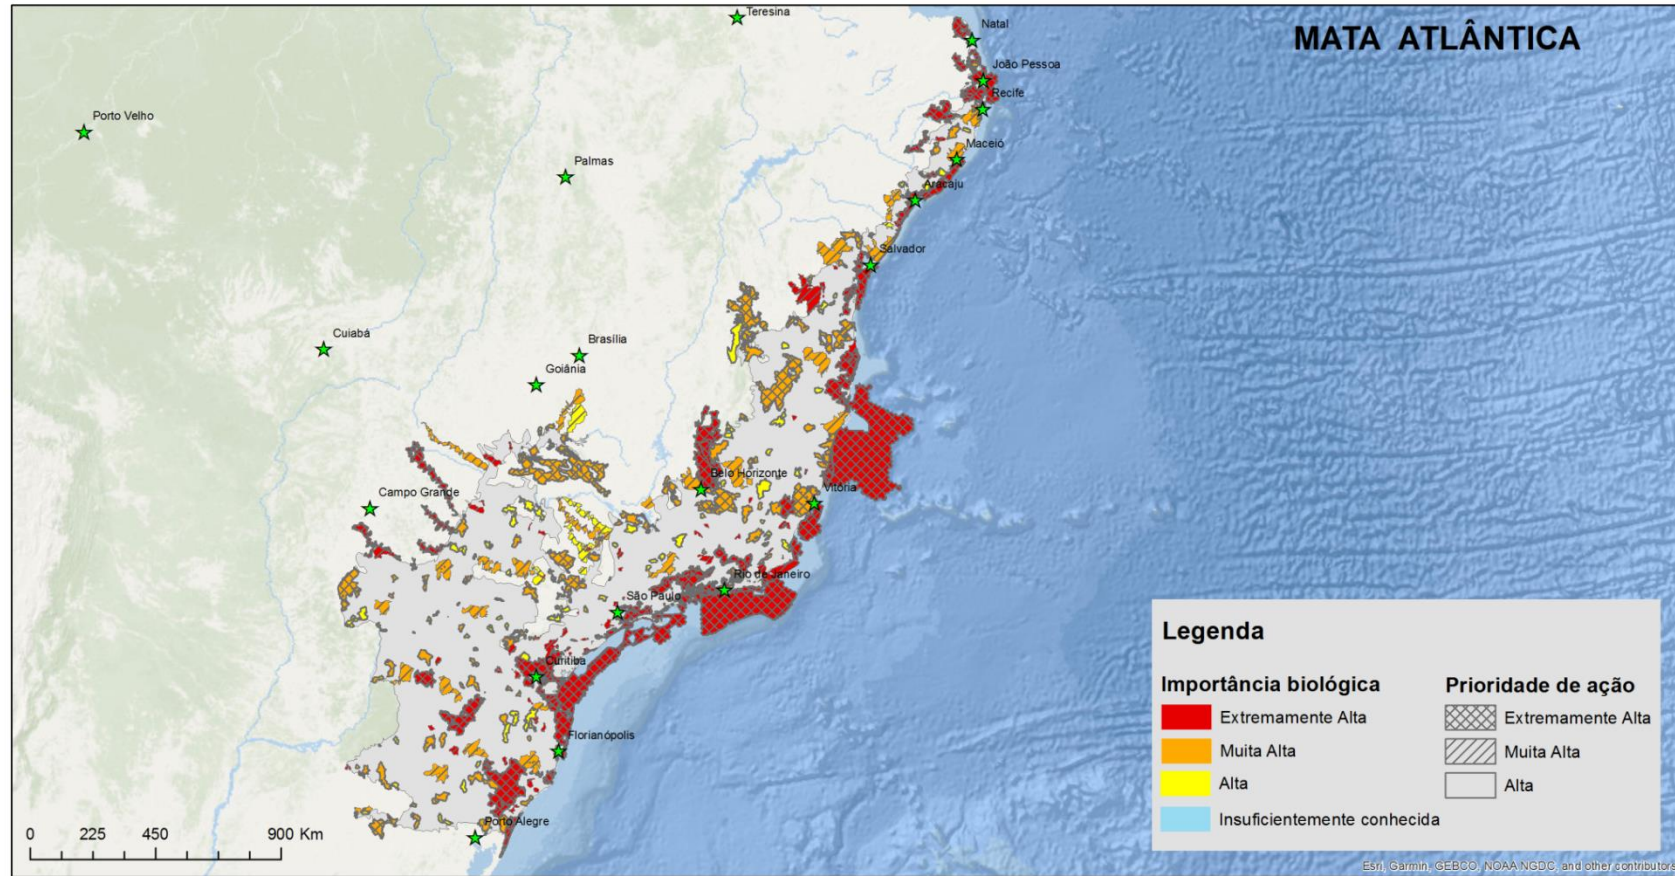 MATA ATLÂNTICA
Teresina
Natal
João Pessoa
Recife
Porto Velho
Maceió
Palmas
Aracaju
Salvador
Cuiabá
Brasília
Goiânia
Belo Horizonte
Campo Grande
Vitória
Rio de Janeiro
São Paulo
Curitiba
Florianópolis
Porto Alegre
0 225 450 900 Km
Legenda
Importância biológica
Extremamente Alta
Muita Alta
Alta
Insuficientemente conhecida
Prioridade de ação
Extremamente Alta
Muita Alta
Alta
Esri, Garmin, GEBCO, NOAA NGDC, and other contributors